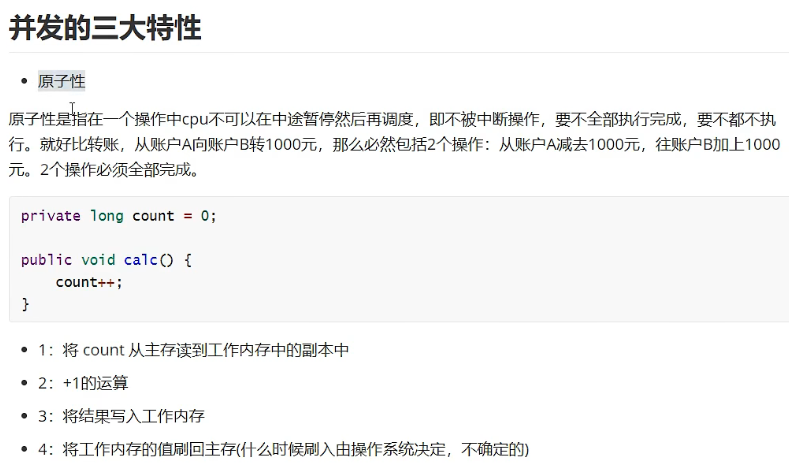 并发的三大特性
原子性
原子性是指在一个操作中cpu不可以在中途暂停然后再调度，即不被中断操作，要不全部执行完成，要不都不执
行。就好比转账，从账户A向账户B转1000元，那么必然包括2个操作：从账户A减去1000元，往账户B加上1000
元。2个操作必须全部完成。
private long count = 0;
public void calc() {
    count++;
}
1：将 count 从主存读到工作内存中的副本中
2：+1的运算
3：将结果写入工作内存
4：将工作内存的值刷回主存(什么时候刷入由操作系统决定，不确定的)